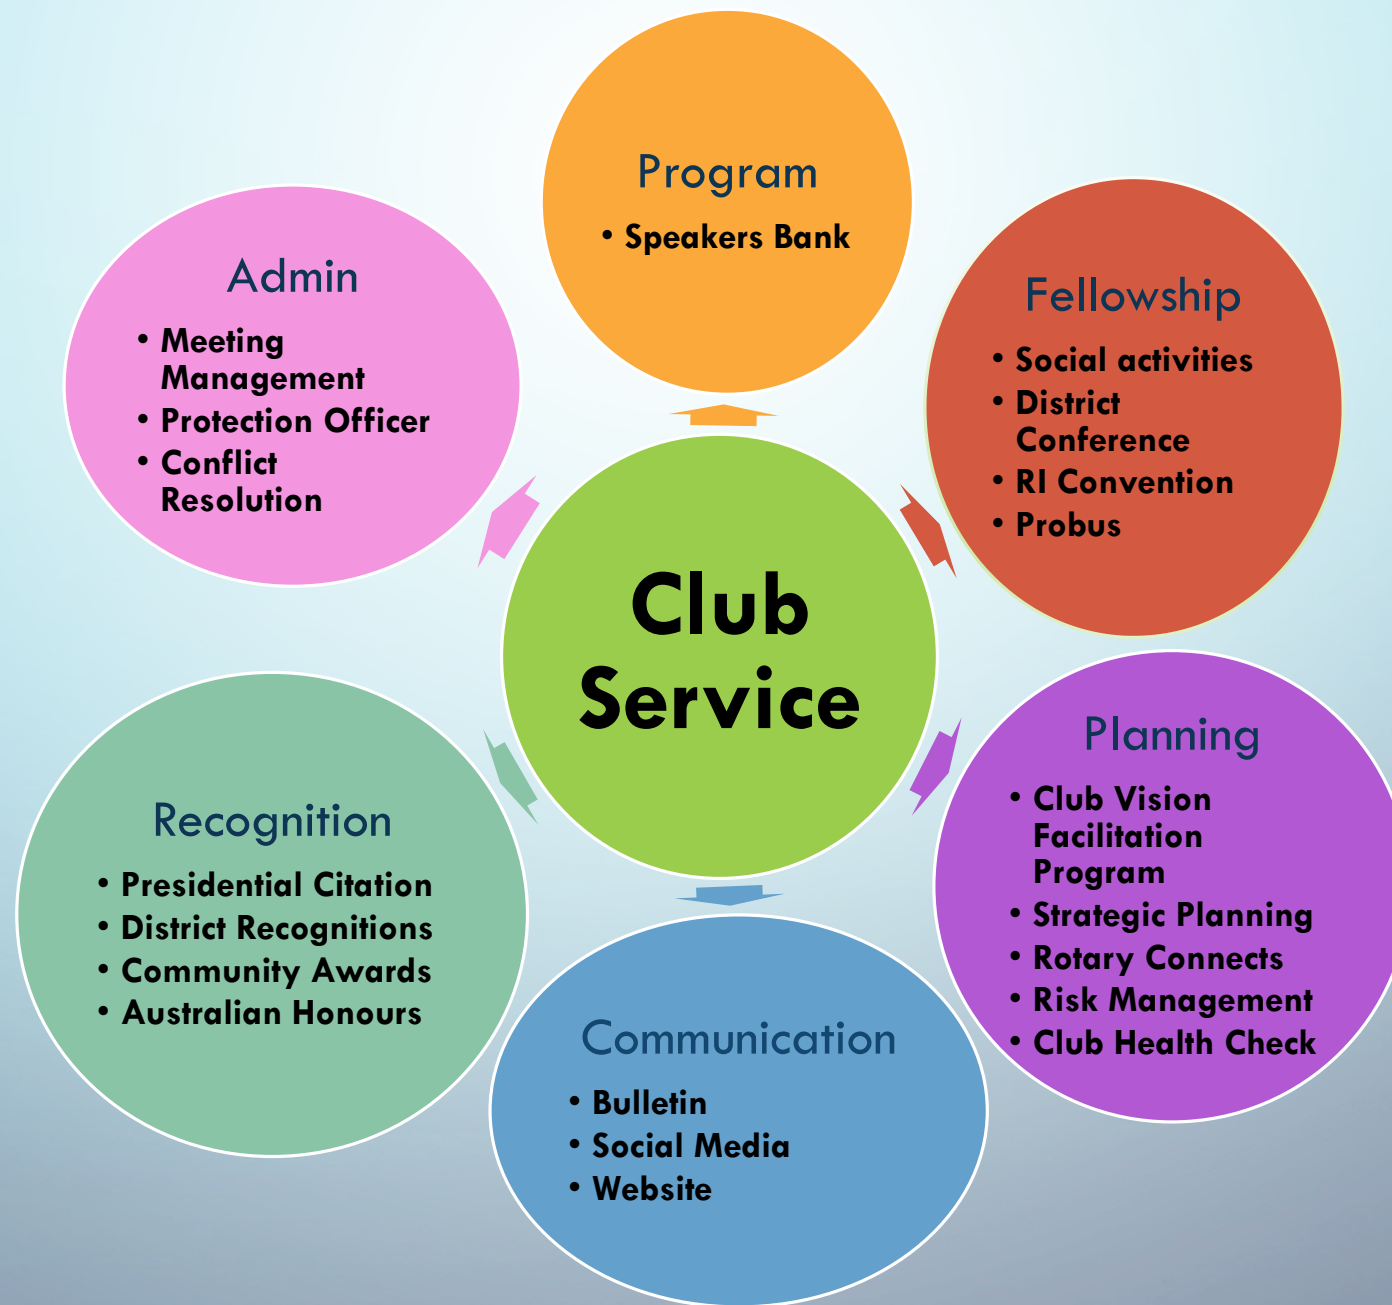 Program
• Speakers Bank
Admin
• Meeting
Management
• Protection Officer
• Conflict
Resolution
Fellowship
• Social activities
• District
Conference
• RI Convention
• Probus
Club
Service
Planning
• Club Vision
Facilitation
Program
• Strategic Planning
• Rotary Connects
• Risk Management
• Club Health Check
Recognition
• Presidential Citation
• District Recognitions
• Community Awards
• Australian Honours
Communication
• Bulletin
• Social Media
• Website